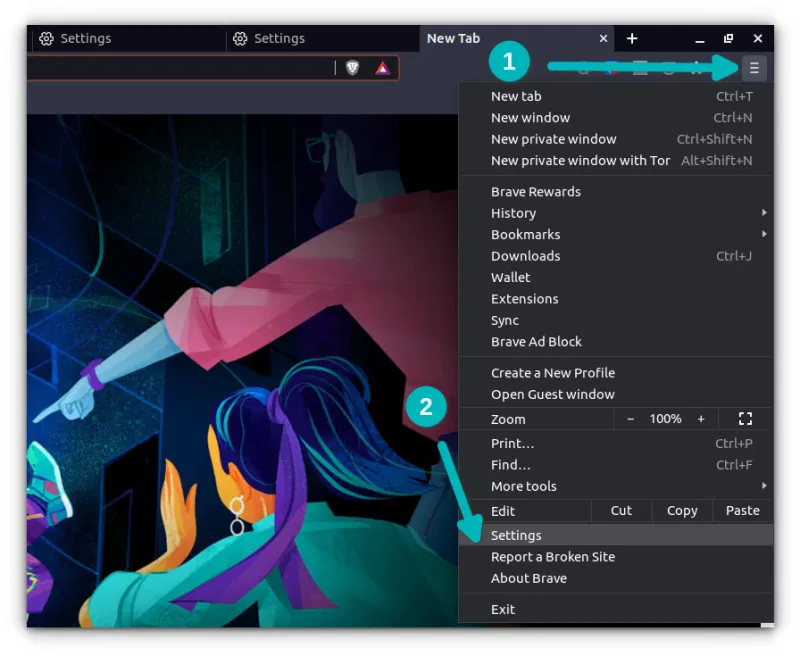 Settings
Settings
New Tab
1
New tab Ctrl+T
New window Ctrl+N
New private window Ctrl+Shift+N
New private window with Tor Alt+Shift+N
Brave Rewards
History
Bookmarks
Downloads Ctrl+J
Wallet
Extensions
Sync
Brave Ad Block
Create a New Profile
Open Guest window
2
Zoom − 100% +
Print... Ctrl+P
Find... Ctrl+F
More tools
Edit Cut Copy Paste
Settings
Report a Broken Site
About Brave
Exit